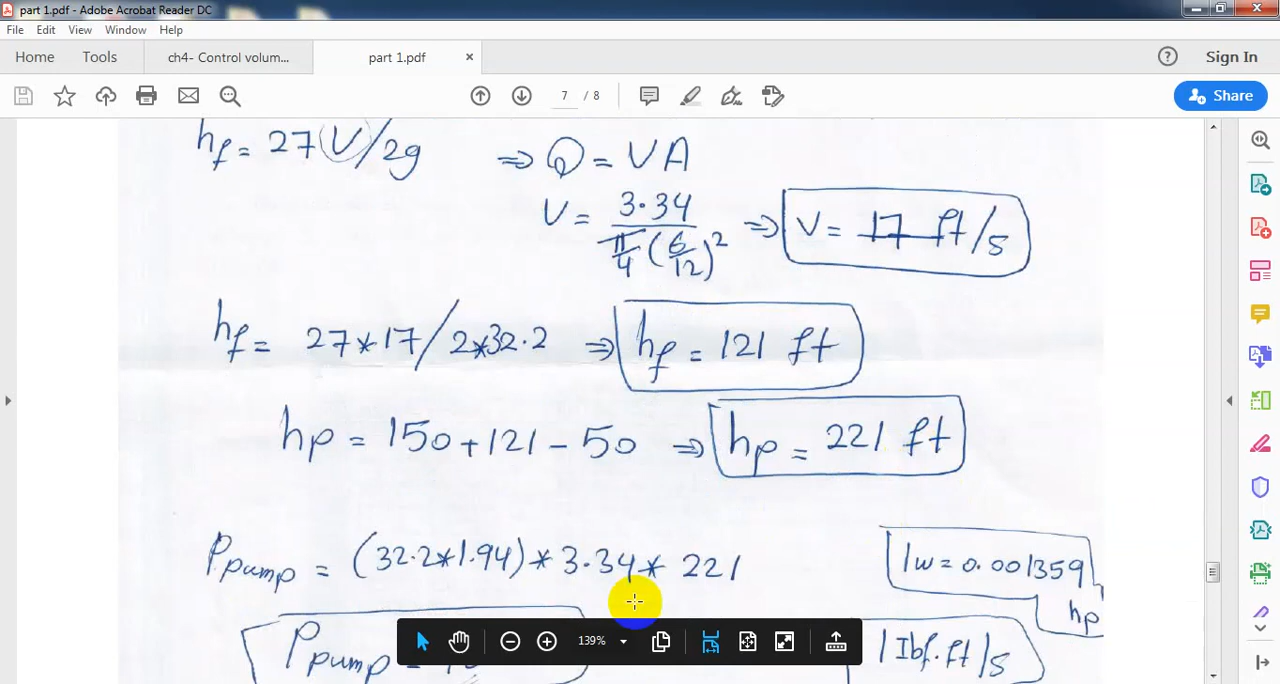 part 1.pdf - Adobe Acrobat Reader DC
File Edit View Window Help
Home Tools ch4- Control volum... part 1.pdf × Sign In
7 / 8 Share
hf = 27 V/2g ⇒ Q = VA
V = 3.34 / π/4 (6/12)² ⇒ V = 17 ft/s
hf = 27*17/2*32.2 ⇒ hf = 121 ft
hp = 150+121-50 ⇒ hp = 221 ft
Ppump = (32.2*1.94)*3.34*221
1w = 0.001359
hp
Ppump =
139%
1 Ibf.ft/s